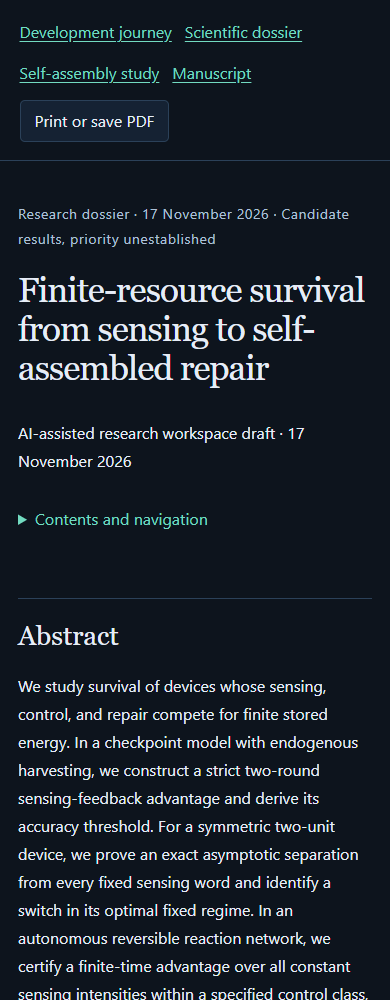 Development journey Scientific dossier
Self-assembly study Manuscript
Print or save PDF
Research dossier · 17 November 2026 · Candidate
results, priority unestablished
Finite-resource survival
from sensing to self-
assembled repair
AI-assisted research workspace draft · 17
November 2026
Contents and navigation
Abstract
We study survival of devices whose sensing,
control, and repair compete for finite stored
energy. In a checkpoint model with endogenous
harvesting, we construct a strict two-round
sensing-feedback advantage and derive its
accuracy threshold. For a symmetric two-unit
device, we prove an exact asymptotic separation
from every fixed sensing word and identify a
switch in its optimal fixed regime. In an
autonomous reversible reaction network, we
certify a finite-time advantage over all constant
sensing intensities within a specified control class,